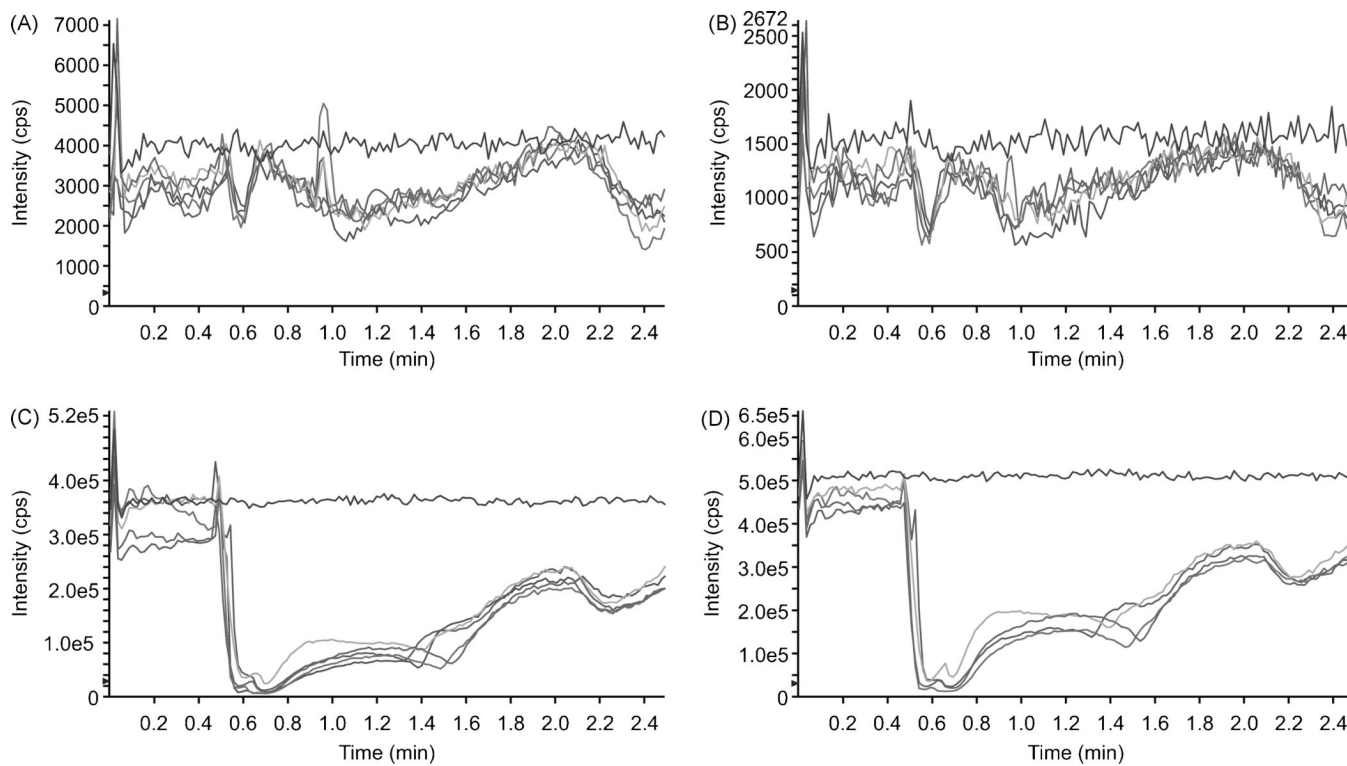 (A)
7000
6000
5000
4000
3000
2000
1000
0
Intensity (cps)
0.2 0.4 0.6 0.8 1.0 1.2 1.4 1.6 1.8 2.0 2.2 2.4
Time (min)
(B)
2672
2500
2000
1500
1000
500
0
Intensity (cps)
0.2 0.4 0.6 0.8 1.0 1.2 1.4 1.6 1.8 2.0 2.2 2.4
Time (min)
(C)
5.2e5
4.0e5
3.0e5
2.0e5
1.0e5
0
Intensity (cps)
0.2 0.4 0.6 0.8 1.0 1.2 1.4 1.6 1.8 2.0 2.2 2.4
Time (min)
(D)
6.5e5
6.0e5
5.0e5
4.0e5
3.0e5
2.0e5
1.0e5
0
Intensity (cps)
0.2 0.4 0.6 0.8 1.0 1.2 1.4 1.6 1.8 2.0 2.2 2.4
Time (min)